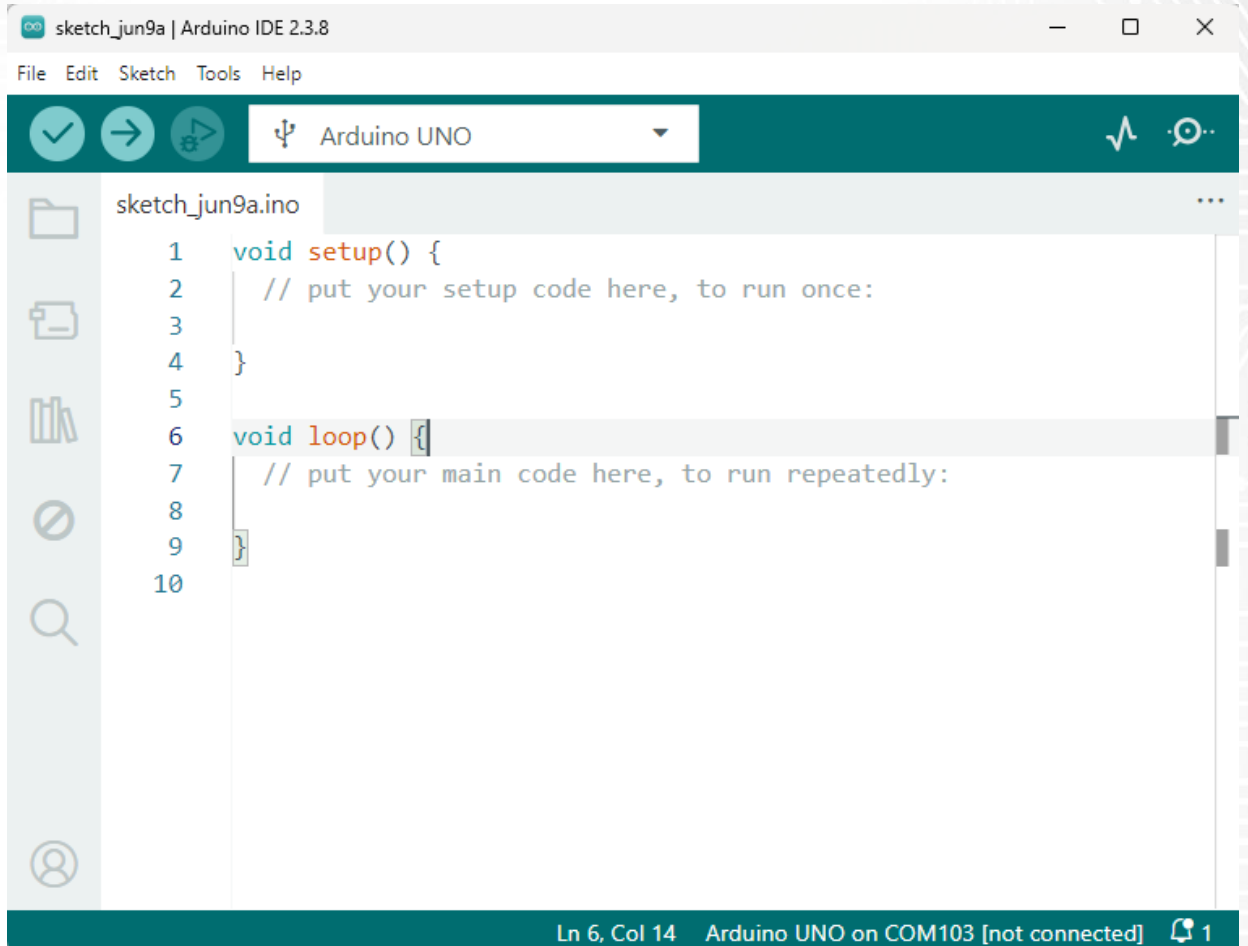 sketch_jun9a | Arduino IDE 2.3.8
File Edit Sketch Tools Help
Arduino UNO
sketch_jun9a.ino
1 void setup() {
2 // put your setup code here, to run once:
3
4 }
5
6 void loop() {
7 // put your main code here, to run repeatedly:
8
9 }
10
Ln 6, Col 14 Arduino UNO on COM103 [not connected] 1